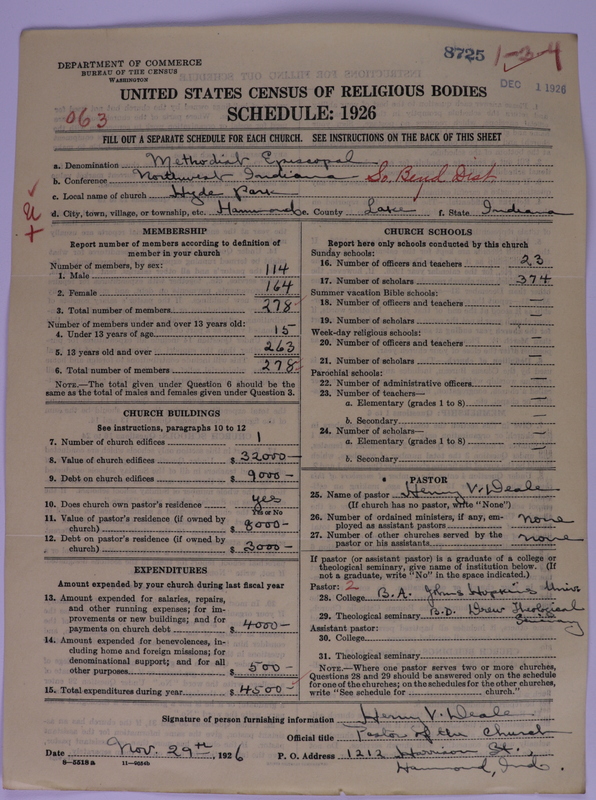 8725 1-3-4
DEPARTMENT OF COMMERCE
BUREAU OF THE CENSUS
WASHINGTON
DEC 1 1926
UNITED STATES CENSUS OF RELIGIOUS BODIES
SCHEDULE: 1926
063
FILL OUT A SEPARATE SCHEDULE FOR EACH CHURCH. SEE INSTRUCTIONS ON THE BACK OF THIS SHEET
a. Denomination Methodist Episcopal
b. Conference Northwest Indiana So. Bend Dist.
c. Local name of church Hyde Park
d. City, town, village, or township, etc. Hammond e. County Lake f. State Indiana
MEMBERSHIP
Report number of members according to definition of
member in your church
Number of members, by sex:
1. Male 114
2. Female 164
3. Total number of members 278
Number of members under and over 13 years old:
4. Under 13 years of age 15
5. 13 years old and over 263
6. Total number of members 278
NOTE.—The total given under Question 6 should be
same as the total of males and females given under Question 3.
CHURCH BUILDINGS
See instructions, paragraphs 10 to 12
7. Number of church edifices 1
8. Value of church edifices $ 32000-
9. Debt on church edifices $ 9000-
10. Does church own pastor's residence yes
Yes or No
11. Value of pastor's residence (if owned by
church) $ 8000-
12. Debt on pastor's residence (if owned by
church) $ 3000-
EXPENDITURES
Amount expended by your church during last fiscal year
13. Amount expended for salaries, repairs,
and other running expenses; for im-
provements or new buildings; and for
payments on church debt $ 4000-
14. Amount expended for benevolences, in-
cluding home and foreign missions; for
denominational support; and for all
other purposes $ 500-
15. Total expenditures during year $ 4500-
CHURCH SCHOOLS
Report here only schools conducted by this church
Sunday schools:
16. Number of officers and teachers 23
17. Number of scholars 374
Summer vacation Bible schools:
18. Number of officers and teachers —
19. Number of scholars —
Week-day religious schools:
20. Number of officers and teachers —
21. Number of scholars —
Parochial schools:
22. Number of administrative officers —
23. Number of teachers—
a. Elementary (grades 1 to 8) —
b. Secondary —
24. Number of scholars—
a. Elementary (grades 1 to 8) —
b. Secondary —
PASTOR
25. Name of pastor Henry V. Deale
(If church has no pastor, write "None")
26. Number of ordained ministers, if any, em-
ployed as assistant pastors none
27. Number of other churches served by the
pastor or his assistants none
If pastor (or assistant pastor) is a graduate of a college or
theological seminary, give name of institution below. (If
not a graduate, write "No" in the space indicated.)
Pastor: 2
28. College B.A. Johns Hopkins Univ.
29. Theological seminary B.D. Drew Theological
Seminary
Assistant pastor:
30. College
31. Theological seminary
NOTE.—Where one pastor serves two or more churches,
Questions 28 and 29 should be answered only on the schedule
for one of the churches; on the schedules for the other churches,
write "See schedule for church."
Signature of person furnishing information Henry V. Deale
Official title Pastor of the Church
Date Nov. 29th, 1926 P. O. Address 1212 Harrison St.,
Hammond, Ind.
8-5518a 11-9654b